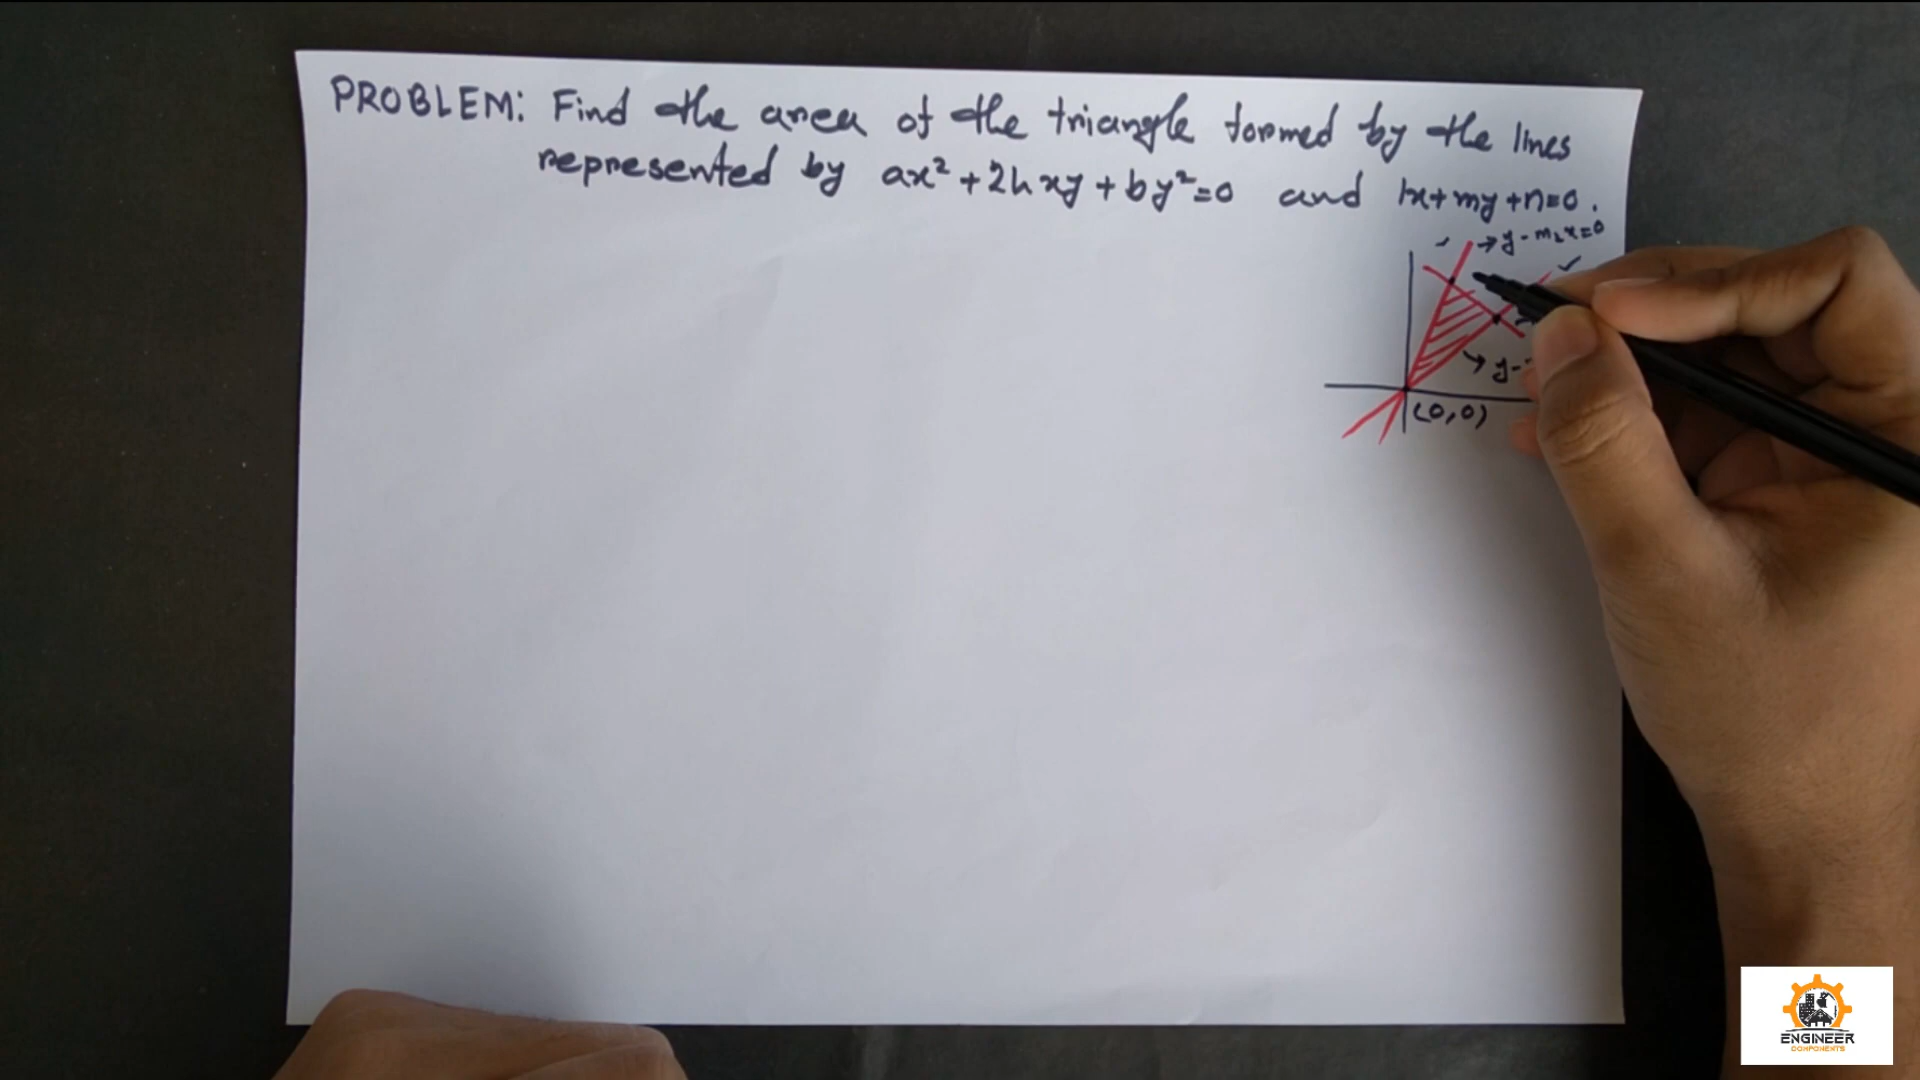 PROBLEM: Find the area of the triangle formed by the lines
represented by ax²+2hxy+by²=0 and lx+my+n=0.
→y-m₂x=0
→ y-
(0,0)
ENGINEER
COMPONENTS